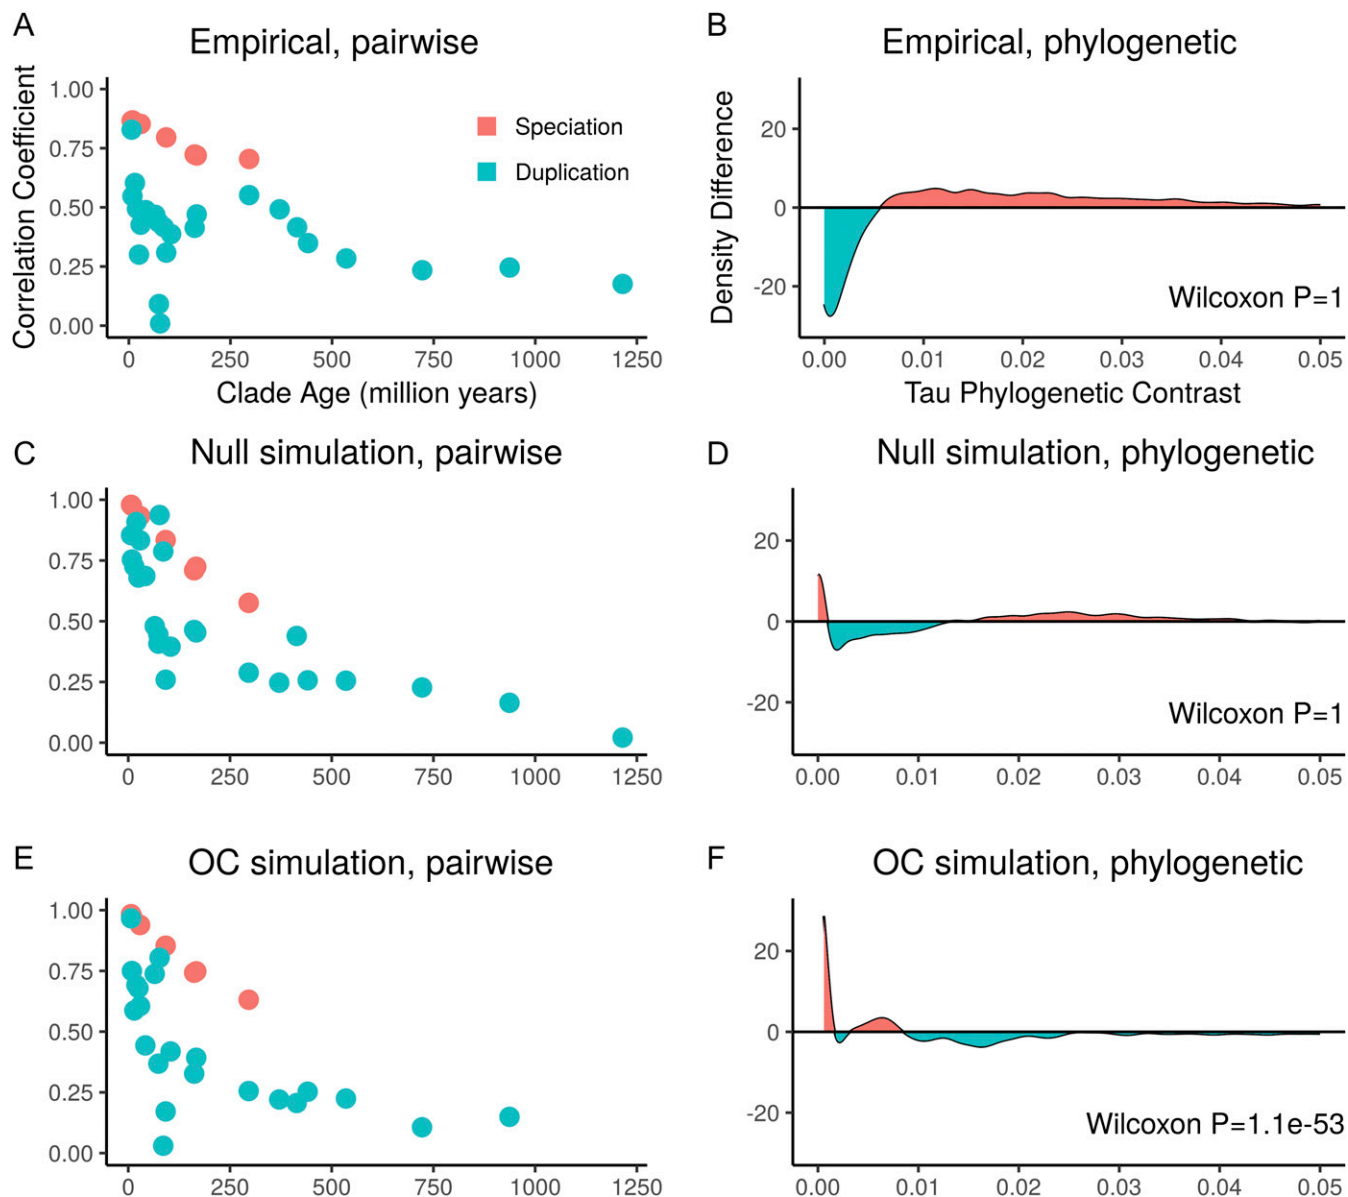 A
Empirical, pairwise
Correlation Coefficient
1.00
0.75
0.50
0.25
0.00
Speciation
Duplication
0 250 500 750 1000 1250
Clade Age (million years)
B
Empirical, phylogenetic
Density Difference
20
0
-20
Wilcoxon P=1
0.00 0.01 0.02 0.03 0.04 0.05
Tau Phylogenetic Contrast
C
Null simulation, pairwise
1.00
0.75
0.50
0.25
0.00
0 250 500 750 1000 1250
D
Null simulation, phylogenetic
20
0
-20
Wilcoxon P=1
0.00 0.01 0.02 0.03 0.04 0.05
E
OC simulation, pairwise
1.00
0.75
0.50
0.25
0.00
0 250 500 750 1000 1250
F
OC simulation, phylogenetic
20
0
-20
Wilcoxon P=1.1e-53
0.00 0.01 0.02 0.03 0.04 0.05